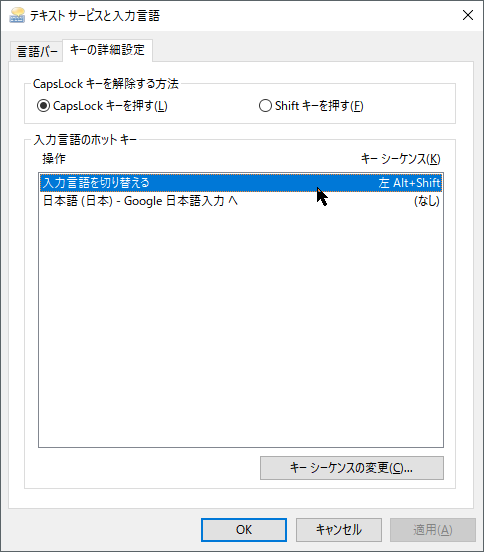 テキスト サービスと入力言語
言語バー キーの詳細設定
CapsLock キーを解除する方法
CapsLock キーを押す(L) Shift キーを押す(F)
入力言語のホット キー
操作 キー シーケンス(K)
入力言語を切り替える 左 Alt+Shift
日本語 (日本) - Google 日本語入力 へ (なし)
キー シーケンスの変更(C)...
OK キャンセル 適用(A)